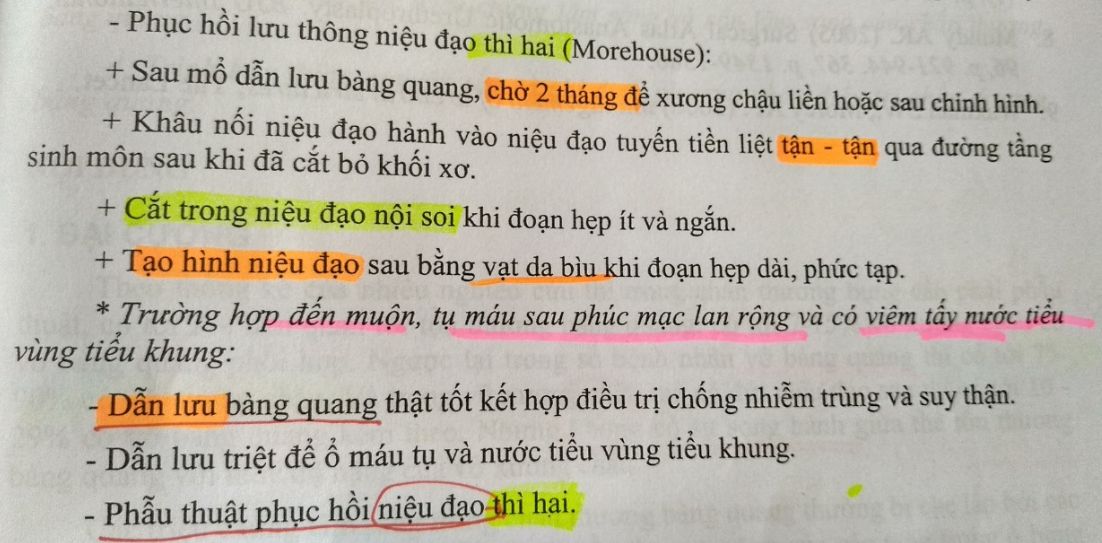 - Phục hồi lưu thông niệu đạo thì hai (Morehouse):
+ Sau mổ dẫn lưu bàng quang, chờ 2 tháng để xương chậu liền hoặc sau chỉnh hình.
+ Khâu nối niệu đạo hành vào niệu đạo tuyến tiền liệt tận - tận qua đường tầng
sinh môn sau khi đã cắt bỏ khối xơ.
+ Cắt trong niệu đạo nội soi khi đoạn hẹp ít và ngắn.
+ Tạo hình niệu đạo sau bằng vạt da bìu khi đoạn hẹp dài, phức tạp.
* Trường hợp đến muộn, tụ máu sau phúc mạc lan rộng và có viêm tấy nước tiểu
vùng tiểu khung:
- Dẫn lưu bàng quang thật tốt kết hợp điều trị chống nhiễm trùng và suy thận.
- Dẫn lưu triệt để ổ máu tụ và nước tiểu vùng tiểu khung.
- Phẫu thuật phục hồi niệu đạo thì hai.